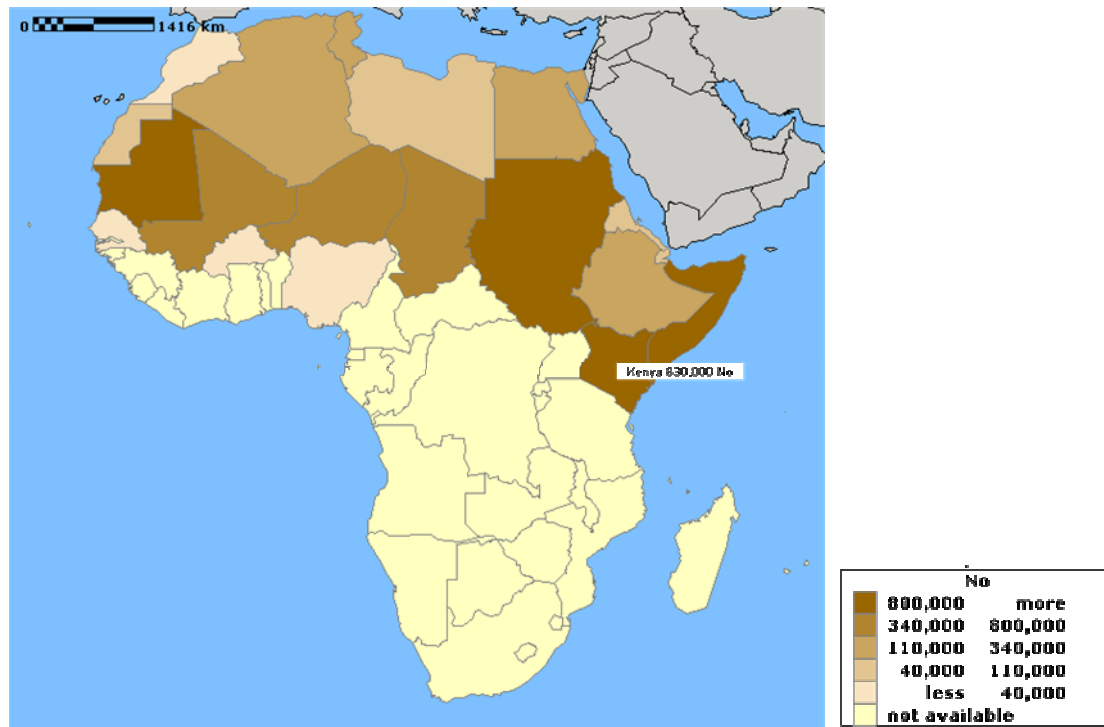 0 1416 km
Kenya 830,000 No
No
800,000 more
340,000 800,000
110,000 340,000
40,000 110,000
less 40,000
not available